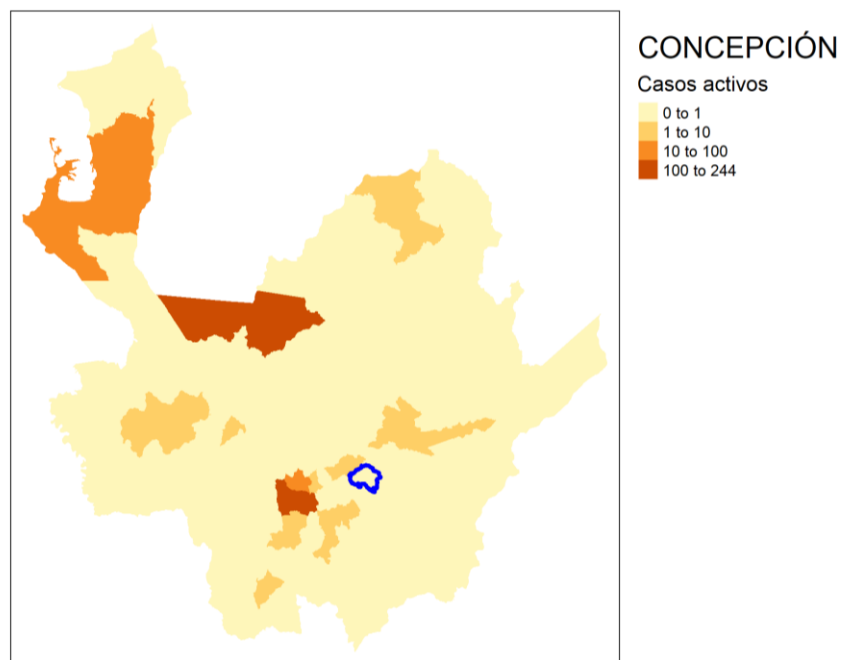 CONCEPCIÓN
Casos activos
0 to 1
1 to 10
10 to 100
100 to 244